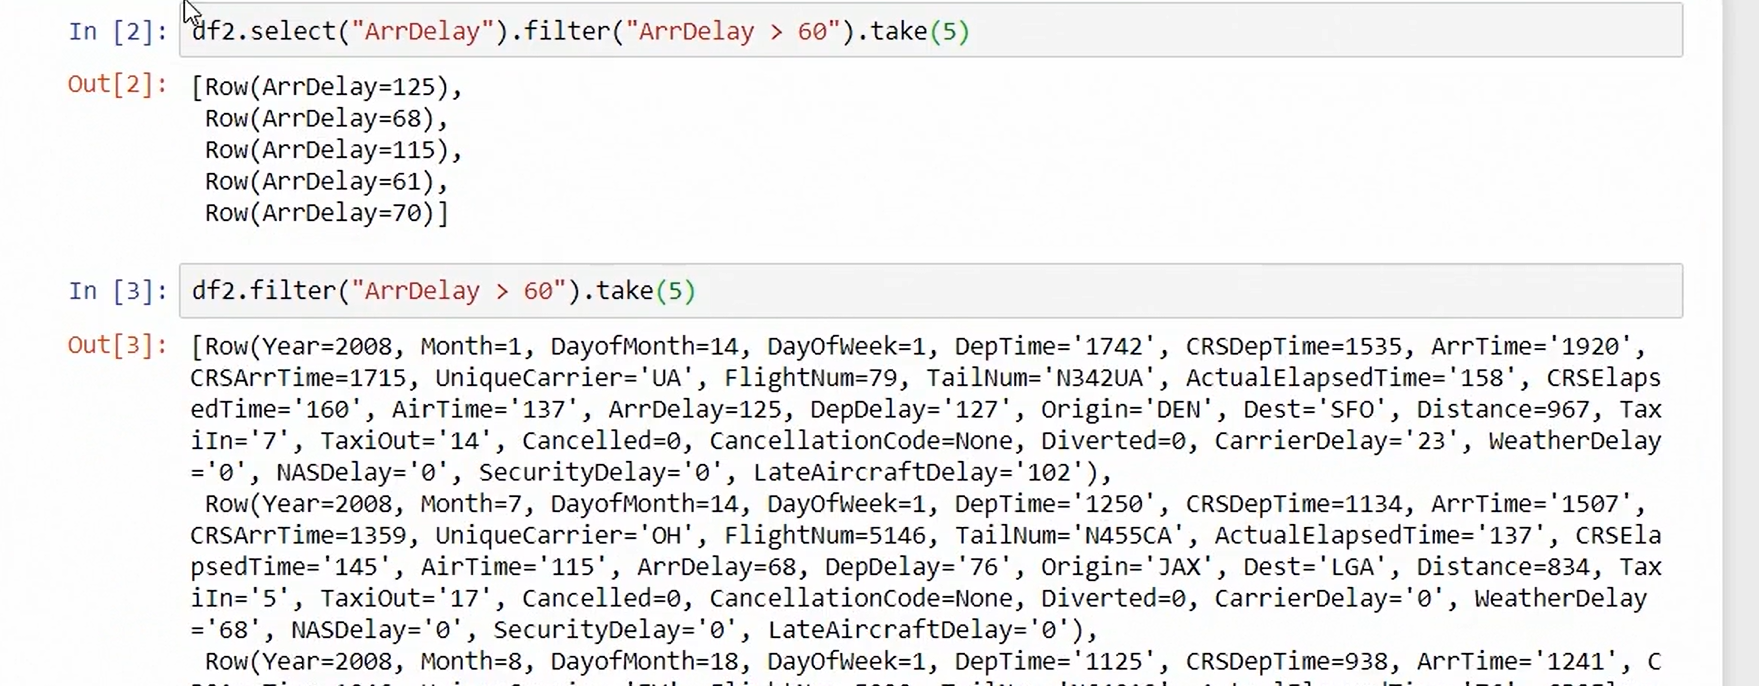 In [2]: df2.select("ArrDelay").filter("ArrDelay > 60").take(5)
Out[2]: [Row(ArrDelay=125),
Row(ArrDelay=68),
Row(ArrDelay=115),
Row(ArrDelay=61),
Row(ArrDelay=70)]
In [3]: df2.filter("ArrDelay > 60").take(5)
Out[3]: [Row(Year=2008, Month=1, DayofMonth=14, DayOfWeek=1, DepTime='1742', CRSDepTime=1535, ArrTime='1920',
CRSArrTime=1715, UniqueCarrier='UA', FlightNum=79, TailNum='N342UA', ActualElapsedTime='158', CRSElaps
edTime='160', AirTime='137', ArrDelay=125, DepDelay='127', Origin='DEN', Dest='SFO', Distance=967, Tax
iIn='7', TaxiOut='14', Cancelled=0, CancellationCode=None, Diverted=0, CarrierDelay='23', WeatherDelay
='0', NASDelay='0', SecurityDelay='0', LateAircraftDelay='102'),
Row(Year=2008, Month=7, DayofMonth=14, DayOfWeek=1, DepTime='1250', CRSDepTime=1134, ArrTime='1507',
CRSArrTime=1359, UniqueCarrier='OH', FlightNum=5146, TailNum='N455CA', ActualElapsedTime='137', CRSEla
psedTime='145', AirTime='115', ArrDelay=68, DepDelay='76', Origin='JAX', Dest='LGA', Distance=834, Tax
iIn='5', TaxiOut='17', Cancelled=0, CancellationCode=None, Diverted=0, CarrierDelay='0', WeatherDelay
='68', NASDelay='0', SecurityDelay='0', LateAircraftDelay='0'),
Row(Year=2008, Month=8, DayofMonth=18, DayOfWeek=1, DepTime='1125', CRSDepTime=938, ArrTime='1241', C